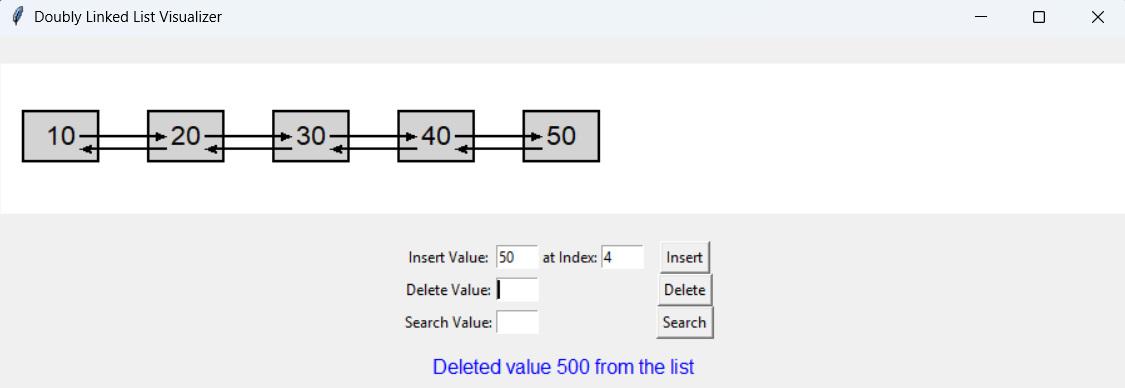 Doubly Linked List Visualizer
10 20 30 40 50
Insert Value: 50 at Index: 4 Insert
Delete Value: Delete
Search Value: Search
Deleted value 500 from the list